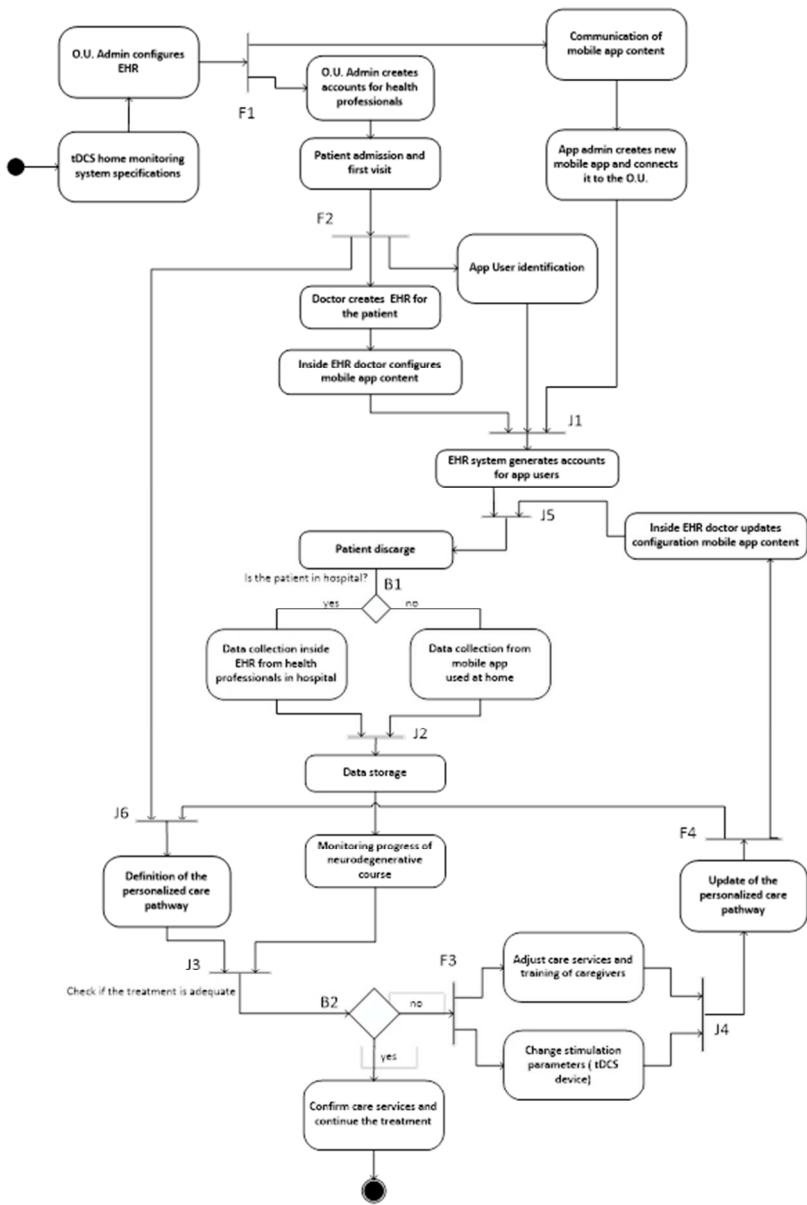 O.U. Admin configures
EHR
Communication of
mobile app content
F1
O.U. Admin creates
accounts for health
professionals
tDCS home monitoring
system specifications
Patient admission and
first visit
App admin creates new
mobile app and connects
it to the O.U.
F2
App User identification
Doctor creates EHR for
the patient
Inside EHR doctor configures
mobile app content
J1
EHR system generates accounts
for app users
J5
Inside EHR doctor updates
configuration mobile app content
Patient discarge
Is the patient in hospital?
B1
yes
no
Data collection inside
EHR from health
professionals in hospital
Data collection from
mobile app
used at home
J2
Data storage
J6
F4
Monitoring progress of
neurodegenerative
course
Definition of the
personalized care
pathway
Update of the
personalized care
pathway
J3
Check if the treatment is adequate
B2
no
F3
Adjust care services and
training of caregivers
J4
Change stimulation
parameters ( tDCS
device)
yes
Confirm care services and
continue the treatment